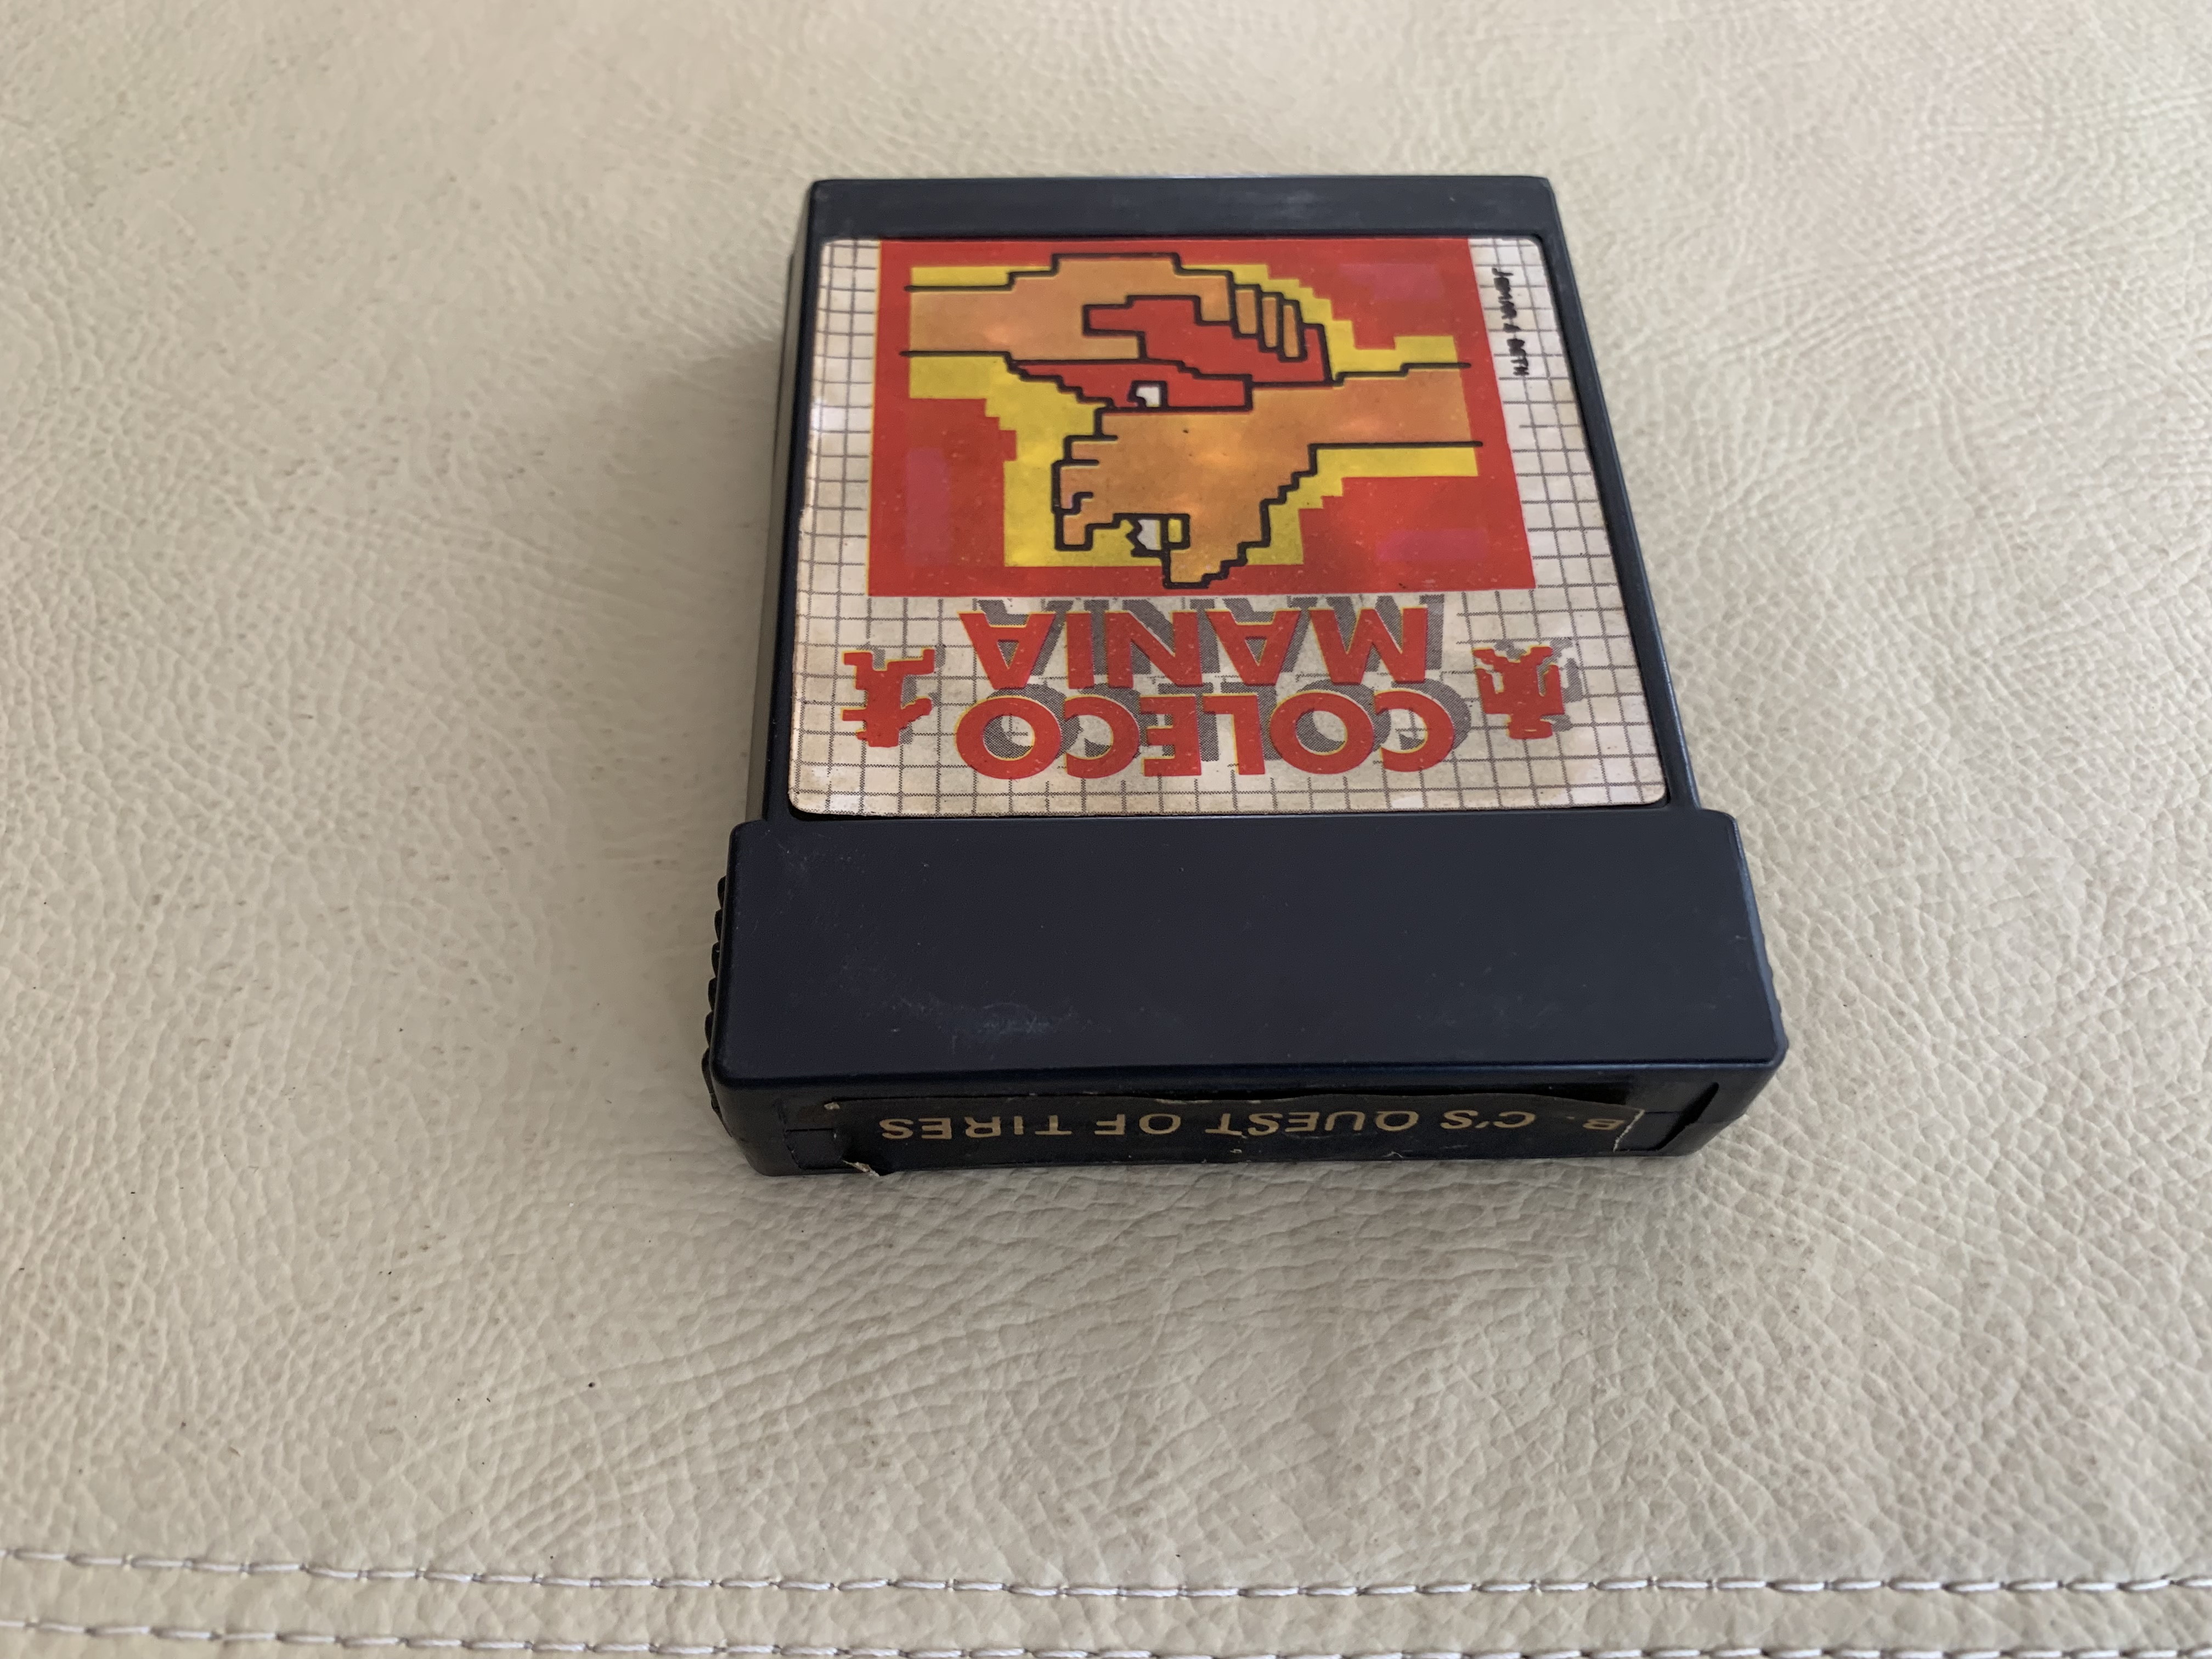 COLECO
MANIA
B. C'S QUEST OF TIRES